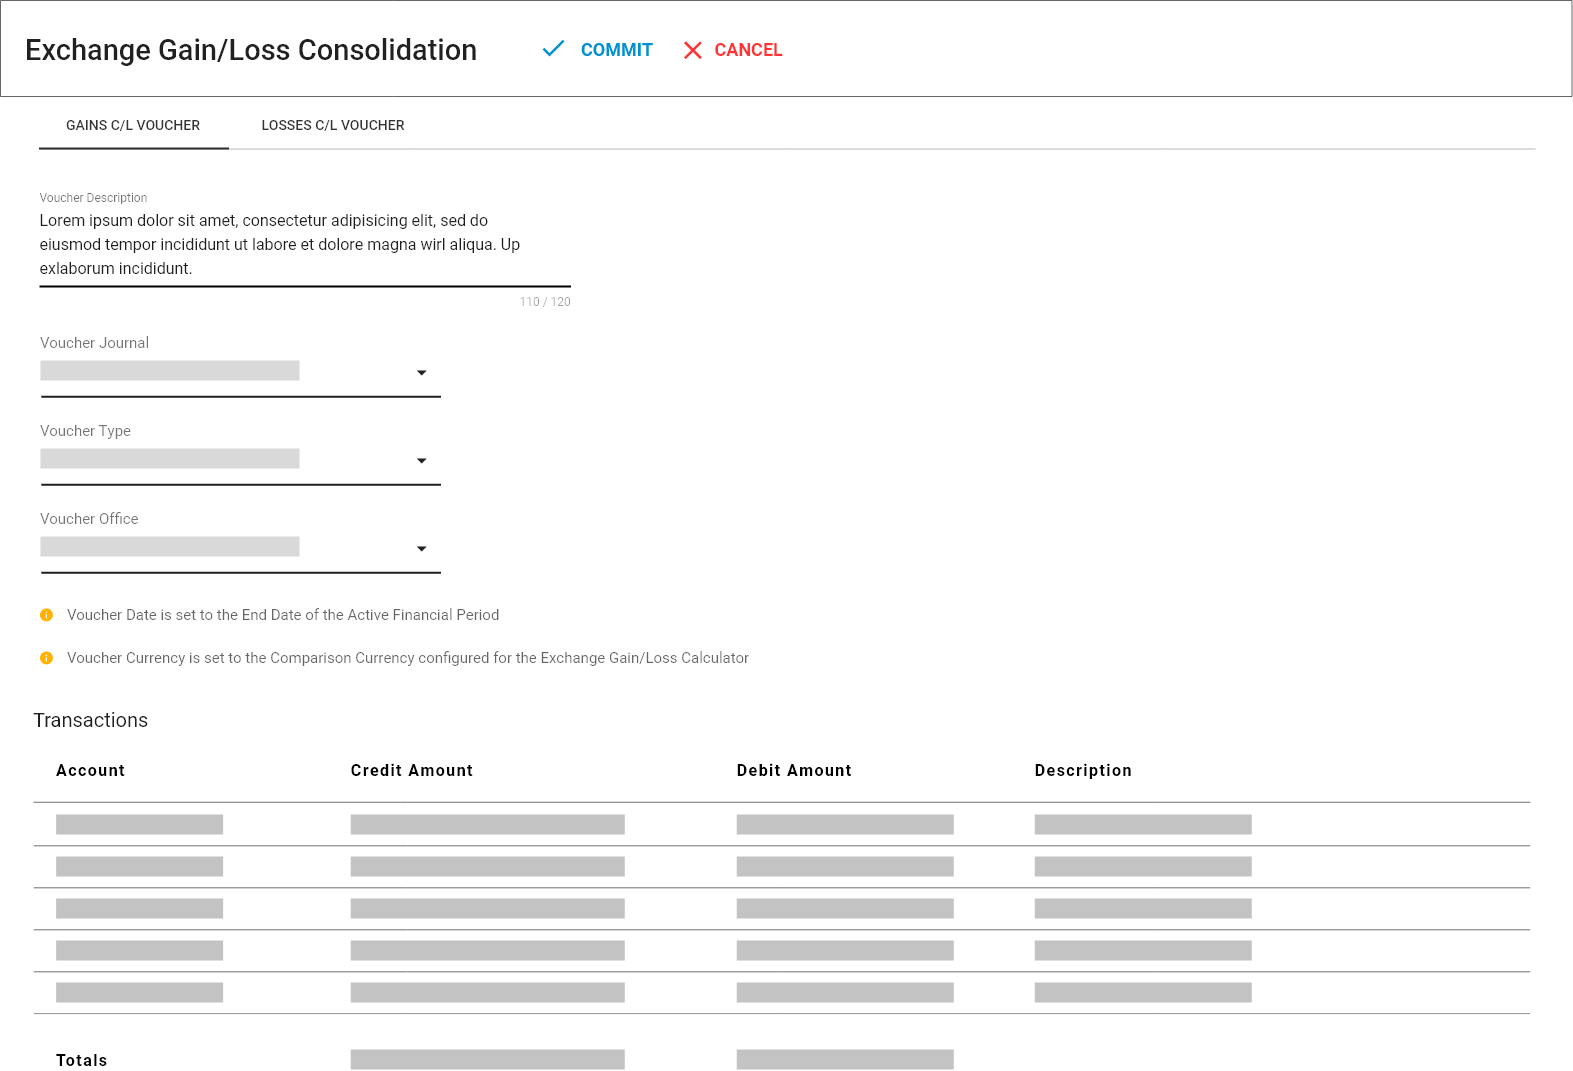 Exchange Gain/Loss Consolidation COMMIT CANCEL
GAINS C/L VOUCHER LOSSES C/L VOUCHER
Voucher Description
Lorem ipsum dolor sit amet, consectetur adipisicing elit, sed do
eiusmod tempor incididunt ut labore et dolore magna wirl aliqua. Up
exlaborum incididunt.
110 / 120
Voucher Journal
Voucher Type
Voucher Office
Voucher Date is set to the End Date of the Active Financial Period
Voucher Currency is set to the Comparison Currency configured for the Exchange Gain/Loss Calculator
Transactions
Account Credit Amount Debit Amount Description
Totals